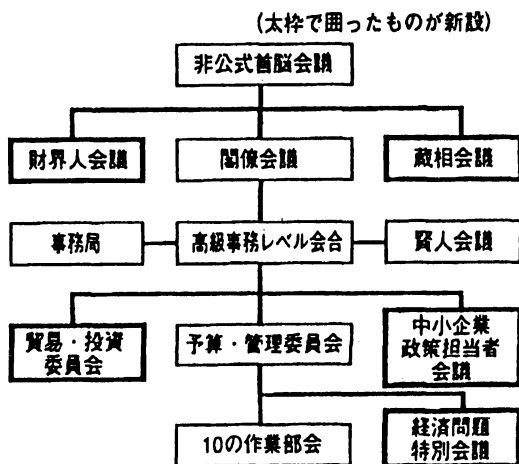 (太枠で囲ったものが新設)
非公式首脳会議
財界人会議
閣僚会議
蔵相会議
事務局
高級事務レベル会合
賢人会議
貿易・投資
委員会
予算・管理委員会
中小企業
政策担当者
会議
10の作業部会
経済問題
特別会議